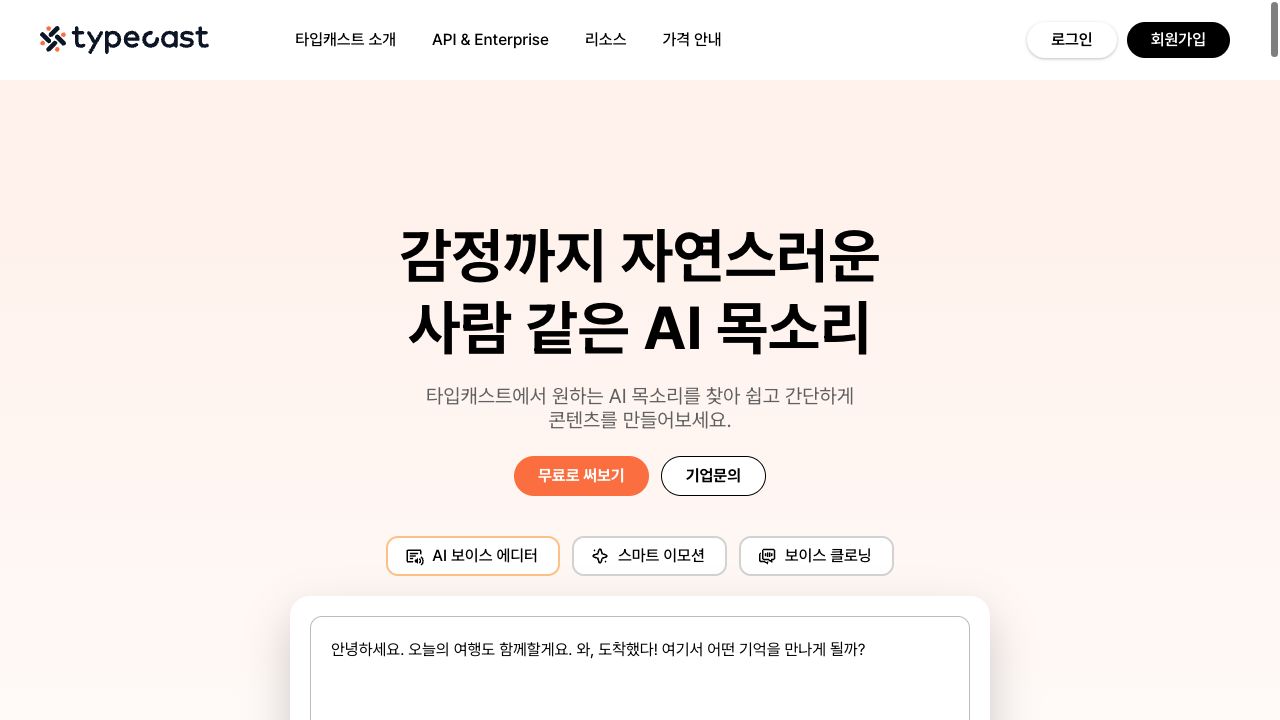 typecast
타입캐스트 소개
API & Enterprise
리소스
가격 안내
로그인
회원가입
감정까지 자연스러운
사람 같은 AI 목소리
타입캐스트에서 원하는 AI 목소리를 찾아 쉽고 간단하게
콘텐츠를 만들어보세요.
무료로 써보기
기업문의
AI 보이스 에디터
스마트 이모션
보이스 클로닝
안녕하세요. 오늘의 여행도 함께할게요. 와, 도착했다! 여기서 어떤 기억을 만나게 될까?